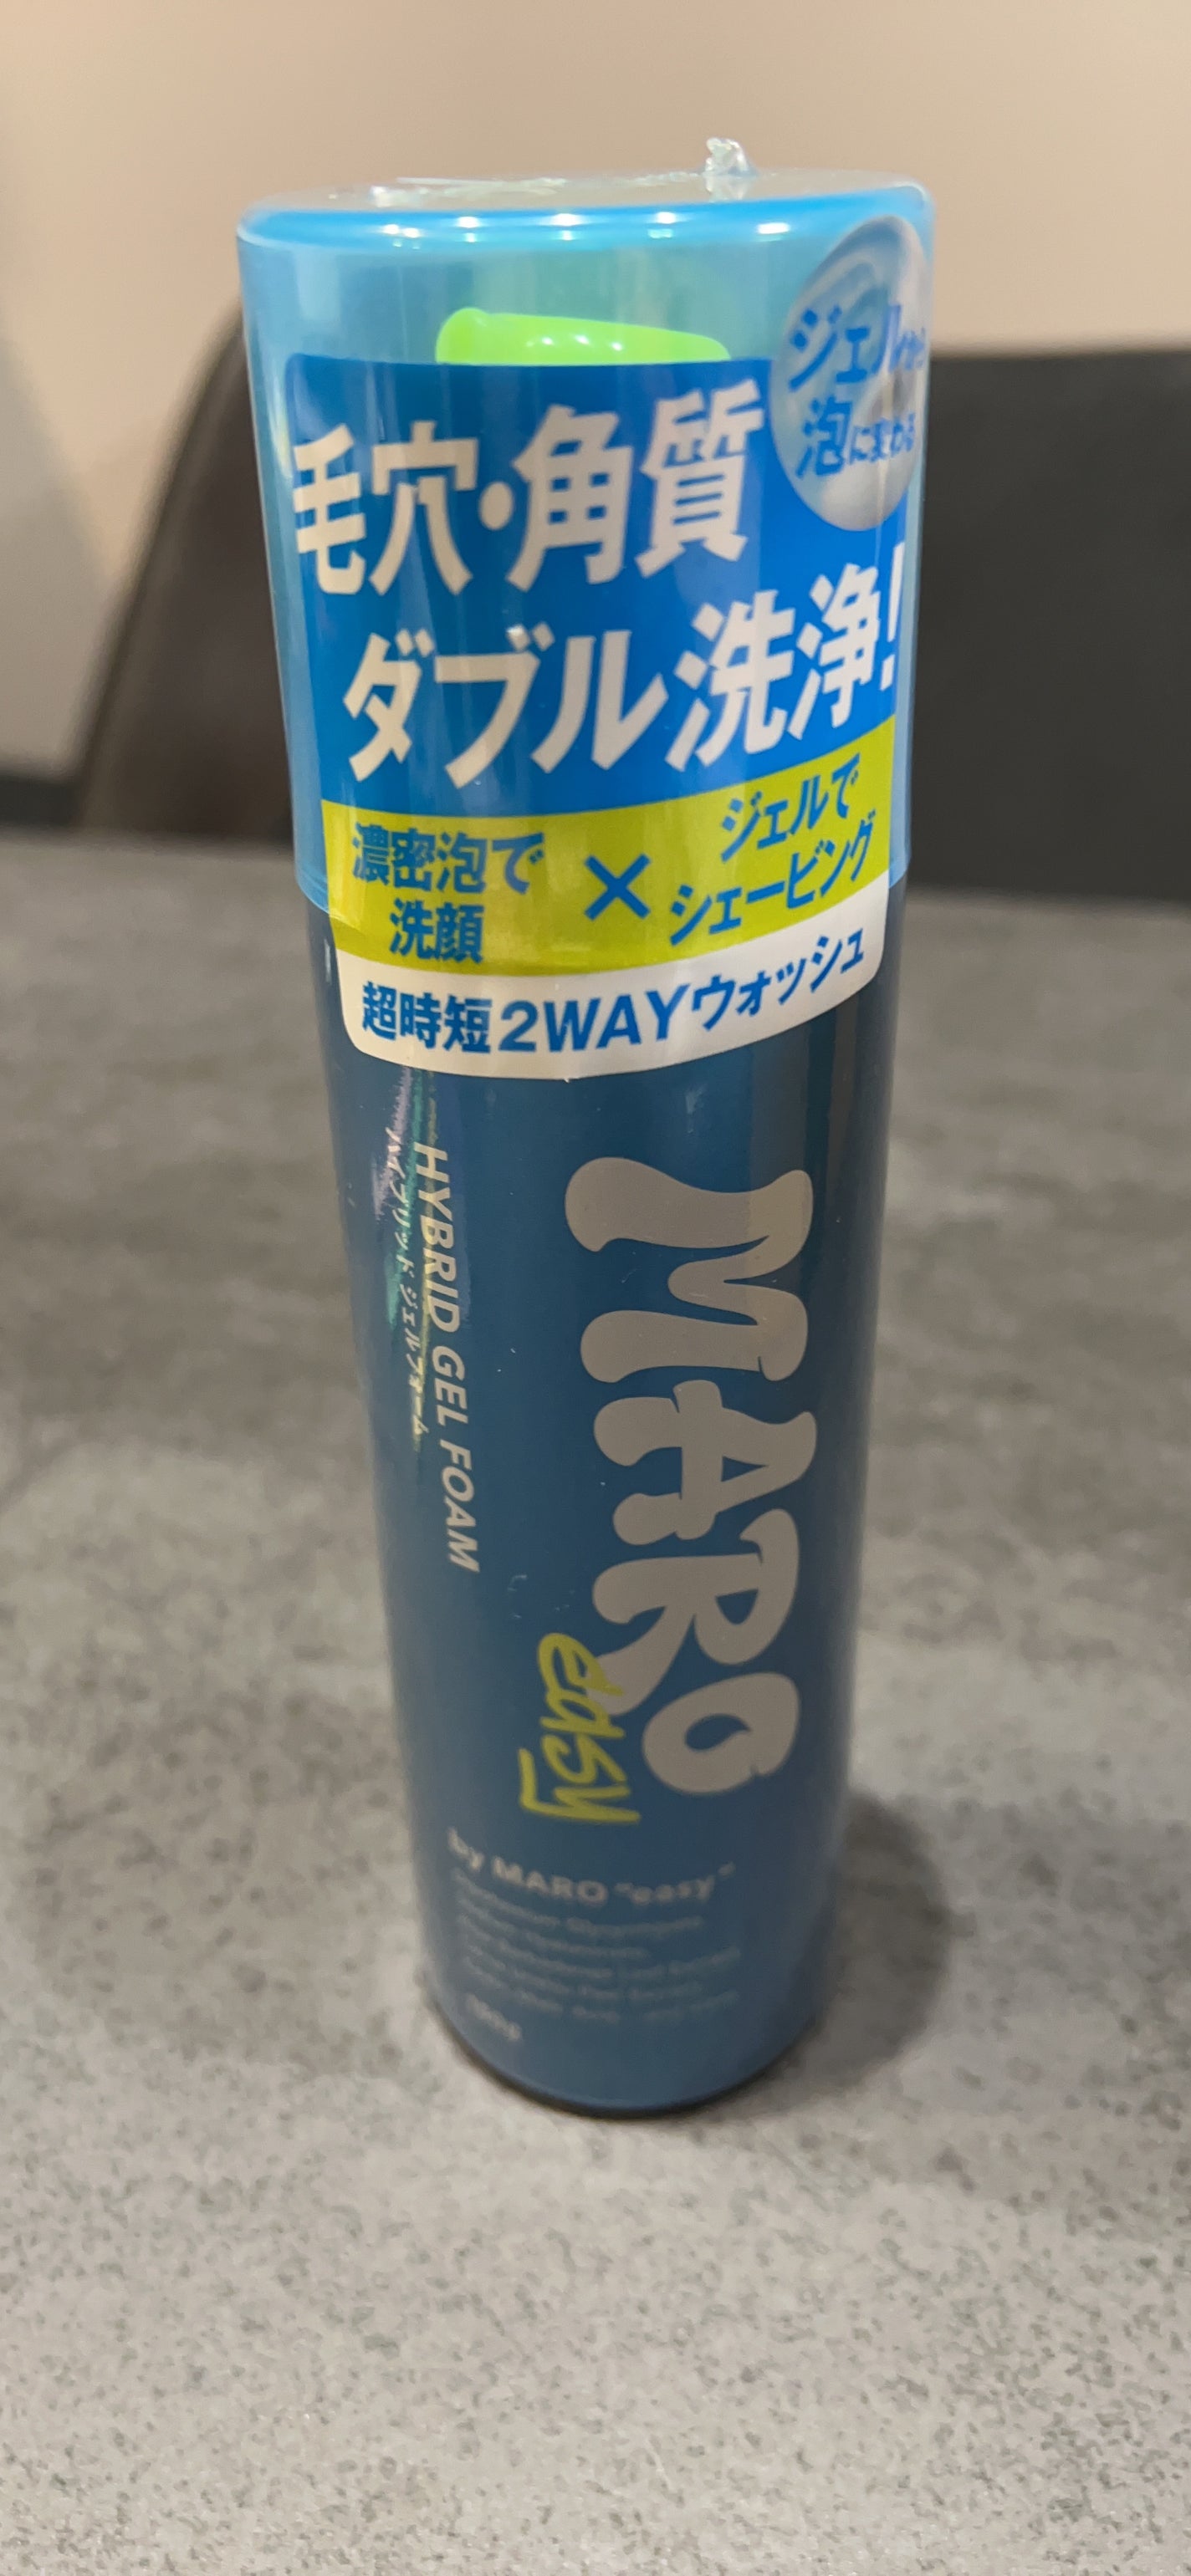 ジェルから
泡に変わる
毛穴・角質
ダブル洗浄!
濃密泡で
洗顔
×
ジェルで
シェービング
超時短2WAYウォッシュ
MARO
easy
HYBRID GEL FOAM
ハイブリッド ジェルフォーム
by MARO "easy"